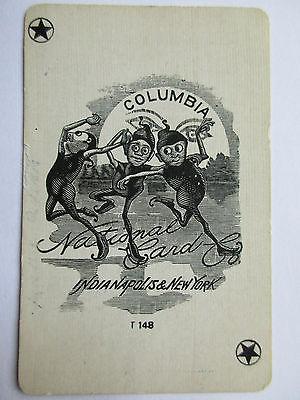 COLUMBIA
National
Card Co
INDIANAPOLIS & NEW YORK
T 148